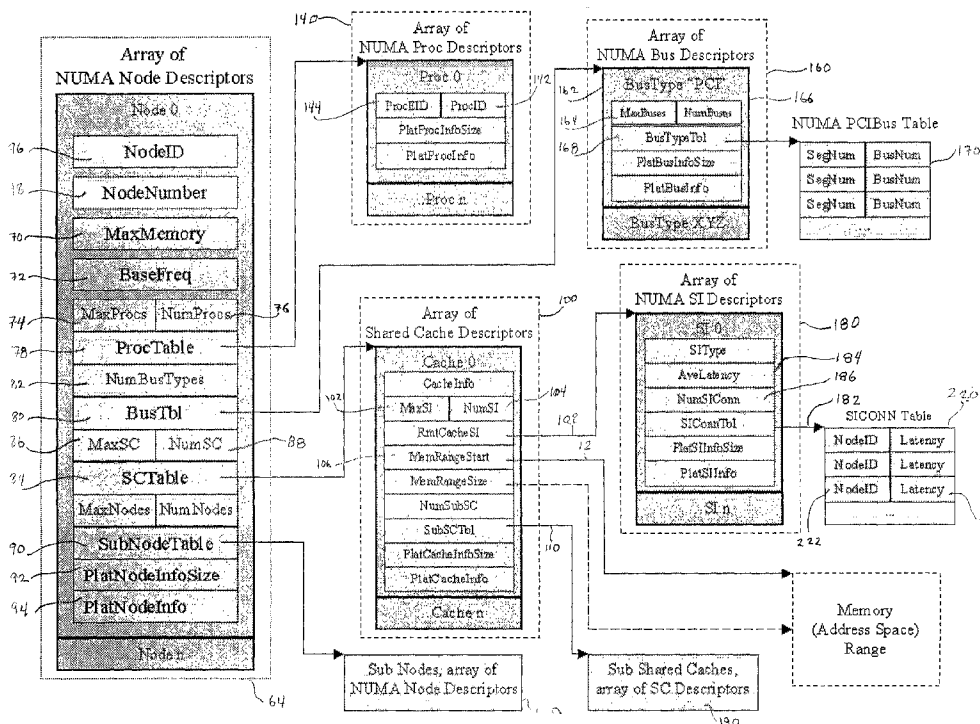 Array of
NUMA Node Descriptors
Node 0
NodeID
NodeNumber
MaxMemory
BaseFreq
MaxProcs NumProcs
ProcTable
NumBusTypes
BusTbl
MaxSC NumSC
SCTable
MaxNodes NumNodes
SubNodeTable
PlatNodeInfoSize
PlatNodeInfo
Node n
64
70
72
74
76
78
88
90
92
94
140
Array of
NUMA Proc Descriptors
Proc 0
ProcEID ProcID
PlatProcInfoSize
PlatProcInfo
Proc n
142
144
Array of
NUMA Bus Descriptors
BusType "PCI"
MaxBuses NumBuses
BusTypeTbl
PlatBusInfoSize
PlatBusInfo
BusType XYZ
160
162
164
166
168
NUMA PCIBus Table
SegNum BusNum
SegNum BusNum
SegNum BusNum
...
170
Array of
Shared Cache Descriptors
Cache 0
CacheInfo
MaxSI NumSI
RmtCacheSI
MemRangeStart
MemRangeSize
NumSubSC
SubSCTbl
PlatCacheInfoSize
PlatCacheInfo
Cache n
100
102
104
106
110
12
Array of
NUMA SI Descriptors
SI 0
SIType
AveLatency
NumSIConn
SIConnTbl
PlatSIInfoSize
PlatSIInfo
SI n
180
184
186
182
SICONN Table
NodeID Latency
NodeID Latency
NodeID Latency
...
220
222
Memory
(Address Space)
Range
Sub Nodes, array of
NUMA Node Descriptors
Sub Shared Caches,
array of SC Descriptors
190